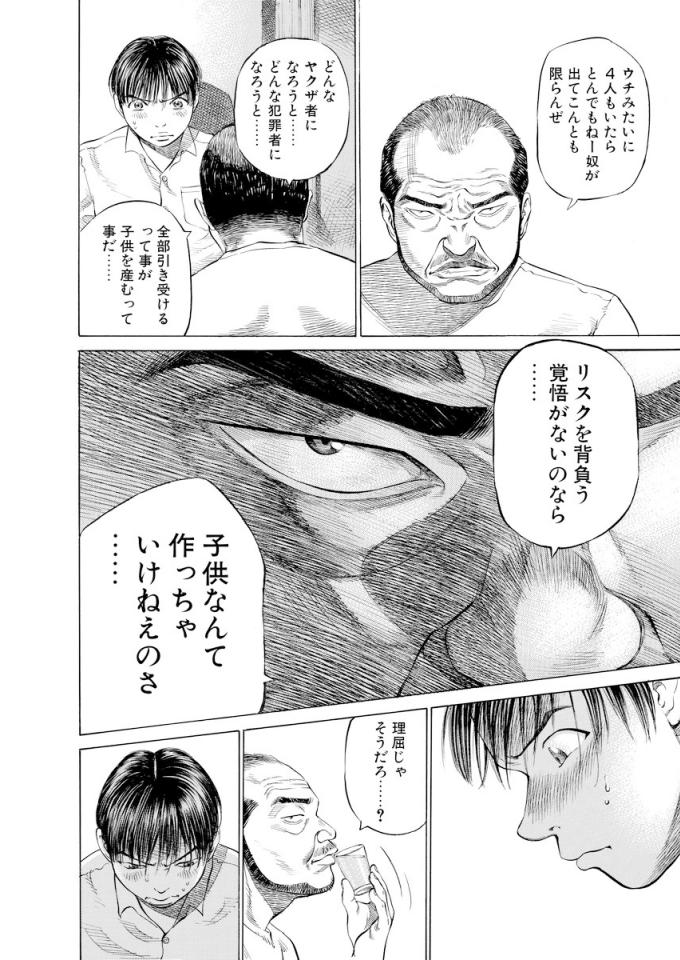 ウチみたいに
４人もいたら
とんでもねー奴が
出てこんとも
限らんぜ
どんな
ヤクザ者に
なろうと……
どんな犯罪者に
なろうと……
全部引き受ける
って事が
子供を産むって
事だ……
リスクを背負う
覚悟がないのなら
……
子供なんて
作っちゃ
いけねえのさ
……
理屈じゃ
そうだろ……？